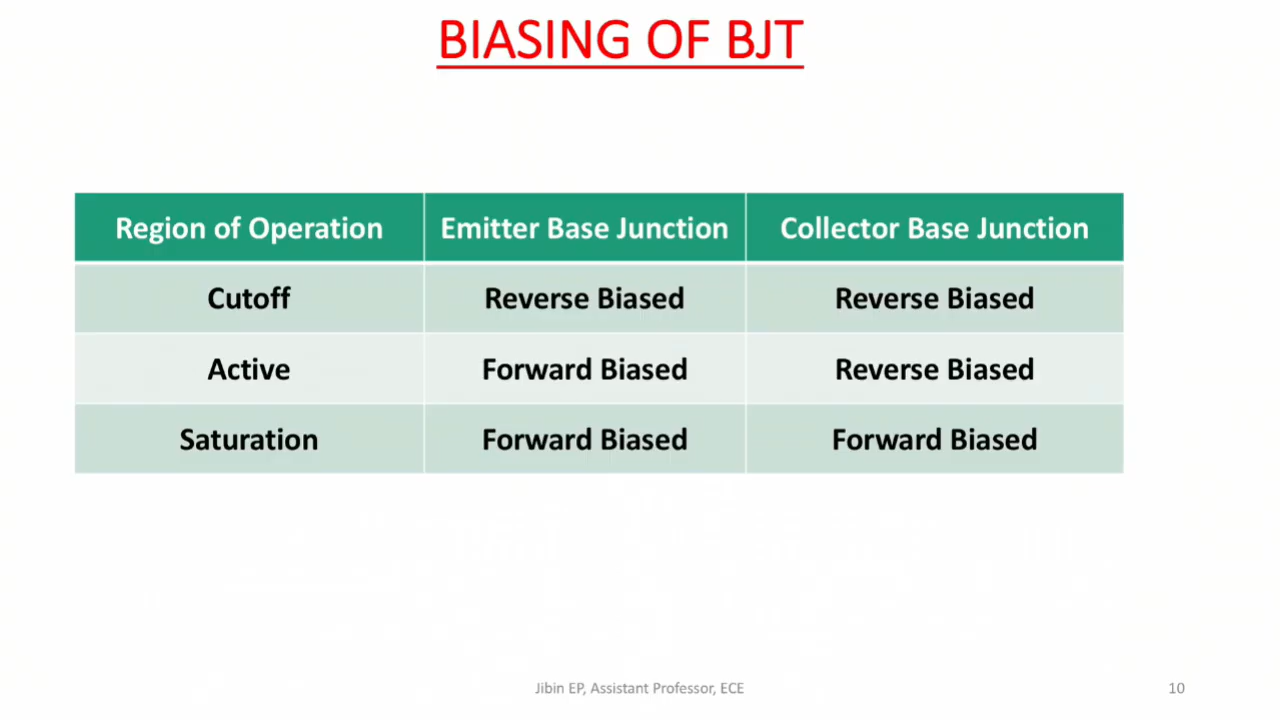 BIASING OF BJT
Region of Operation Emitter Base Junction Collector Base Junction
Cutoff Reverse Biased Reverse Biased
Active Forward Biased Reverse Biased
Saturation Forward Biased Forward Biased
Jibin EP, Assistant Professor, ECE 10